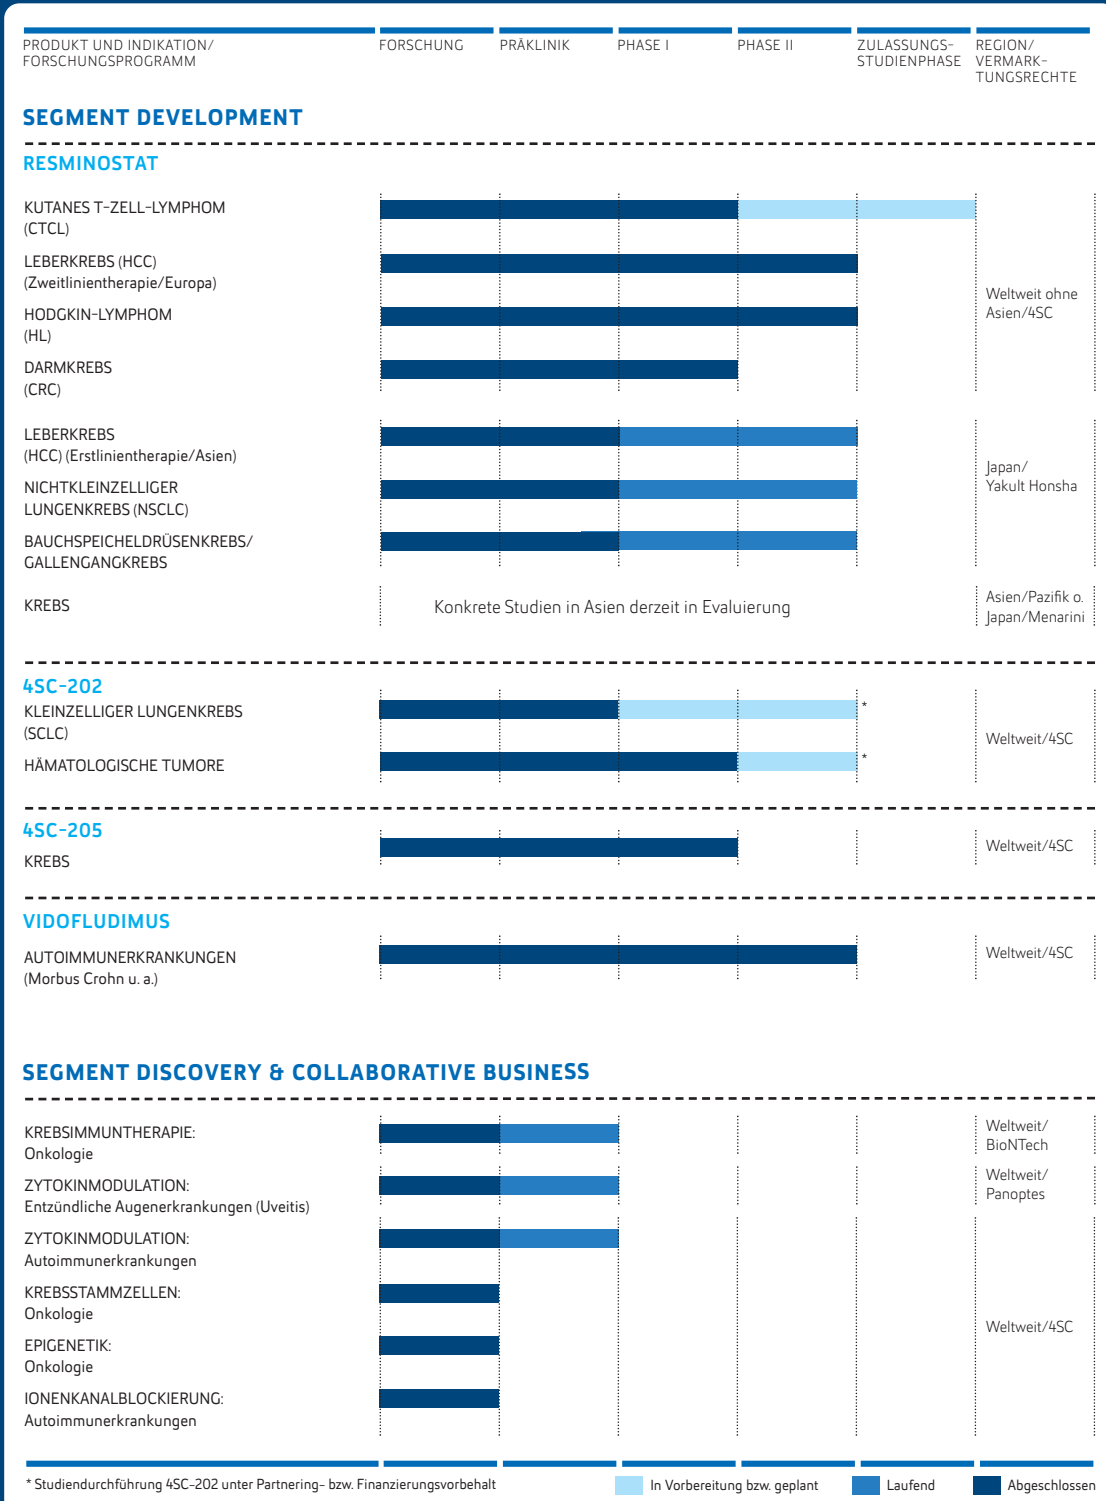 PRODUKT UND INDIKATION/
FORSCHUNGSPROGRAMM
FORSCHUNG
PRÄKLINIK
PHASE I
PHASE II
ZULASSUNGS-
STUDIENPHASE
REGION/
VERMARK-
TUNGSRECHTE
SEGMENT DEVELOPMENT
RESMINOSTAT
KUTANES T-ZELL-LYMPHOM
(CTCL)
LEBERKREBS (HCC)
(Zweitlinientherapie/Europa)
HODGKIN-LYMPHOM
(HL)
DARMKREBS
(CRC)
Weltweit ohne
Asien/4SC
LEBERKREBS
(HCC) (Erstlinientherapie/Asien)
NICHTKLEINZELLIGER
LUNGENKREBS (NSCLC)
BAUCHSPEICHELDRÜSENKREBS/
GALLENGANGKREBS
Japan/
Yakult Honsha
KREBS
Konkrete Studien in Asien derzeit in Evaluierung
Asien/Pazifik o.
Japan/Menarini
4SC-202
KLEINZELLIGER LUNGENKREBS
(SCLC)
*
HÄMATOLOGISCHE TUMORE
*
Weltweit/4SC
4SC-205
KREBS
Weltweit/4SC
VIDOFLUDIMUS
AUTOIMMUNERKRANKUNGEN
(Morbus Crohn u. a.)
Weltweit/4SC
SEGMENT DISCOVERY & COLLABORATIVE BUSINESS
KREBSIMMUNTHERAPIE:
Onkologie
Weltweit/
BioNTech
ZYTOKINMODULATION:
Entzündliche Augenerkrankungen (Uveitis)
Weltweit/
Panoptes
ZYTOKINMODULATION:
Autoimmunerkrankungen
KREBSSTAMMZELLEN:
Onkologie
EPIGENETIK:
Onkologie
IONENKANALBLOCKIERUNG:
Autoimmunerkrankungen
Weltweit/4SC
* Studiendurchführung 4SC-202 unter Partnering- bzw. Finanzierungsvorbehalt
In Vorbereitung bzw. geplant
Laufend
Abgeschlossen